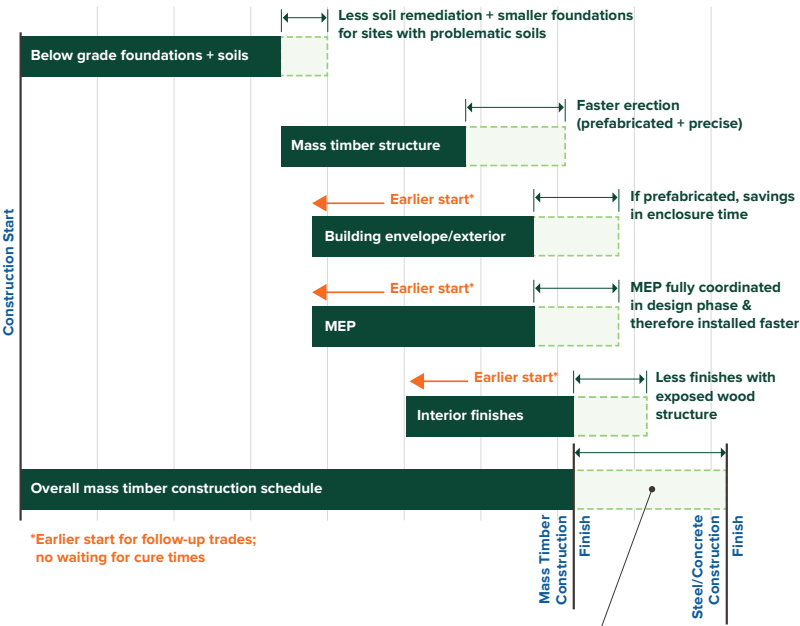 Less soil remediation + smaller foundations
for sites with problematic soils
Below grade foundations + soils
Faster erection
(prefabricated + precise)
Mass timber structure
Earlier start*
If prefabricated, savings
in enclosure time
Building envelope/exterior
Earlier start*
MEP fully coordinated
in design phase &
therefore installed faster
MEP
Earlier start*
Less finishes with
exposed wood
structure
Interior finishes
Construction Start
Overall mass timber construction schedule
*Earlier start for follow-up trades;
no waiting for cure times
Mass Timber
Construction
Finish
Steel/Concrete
Construction
Finish